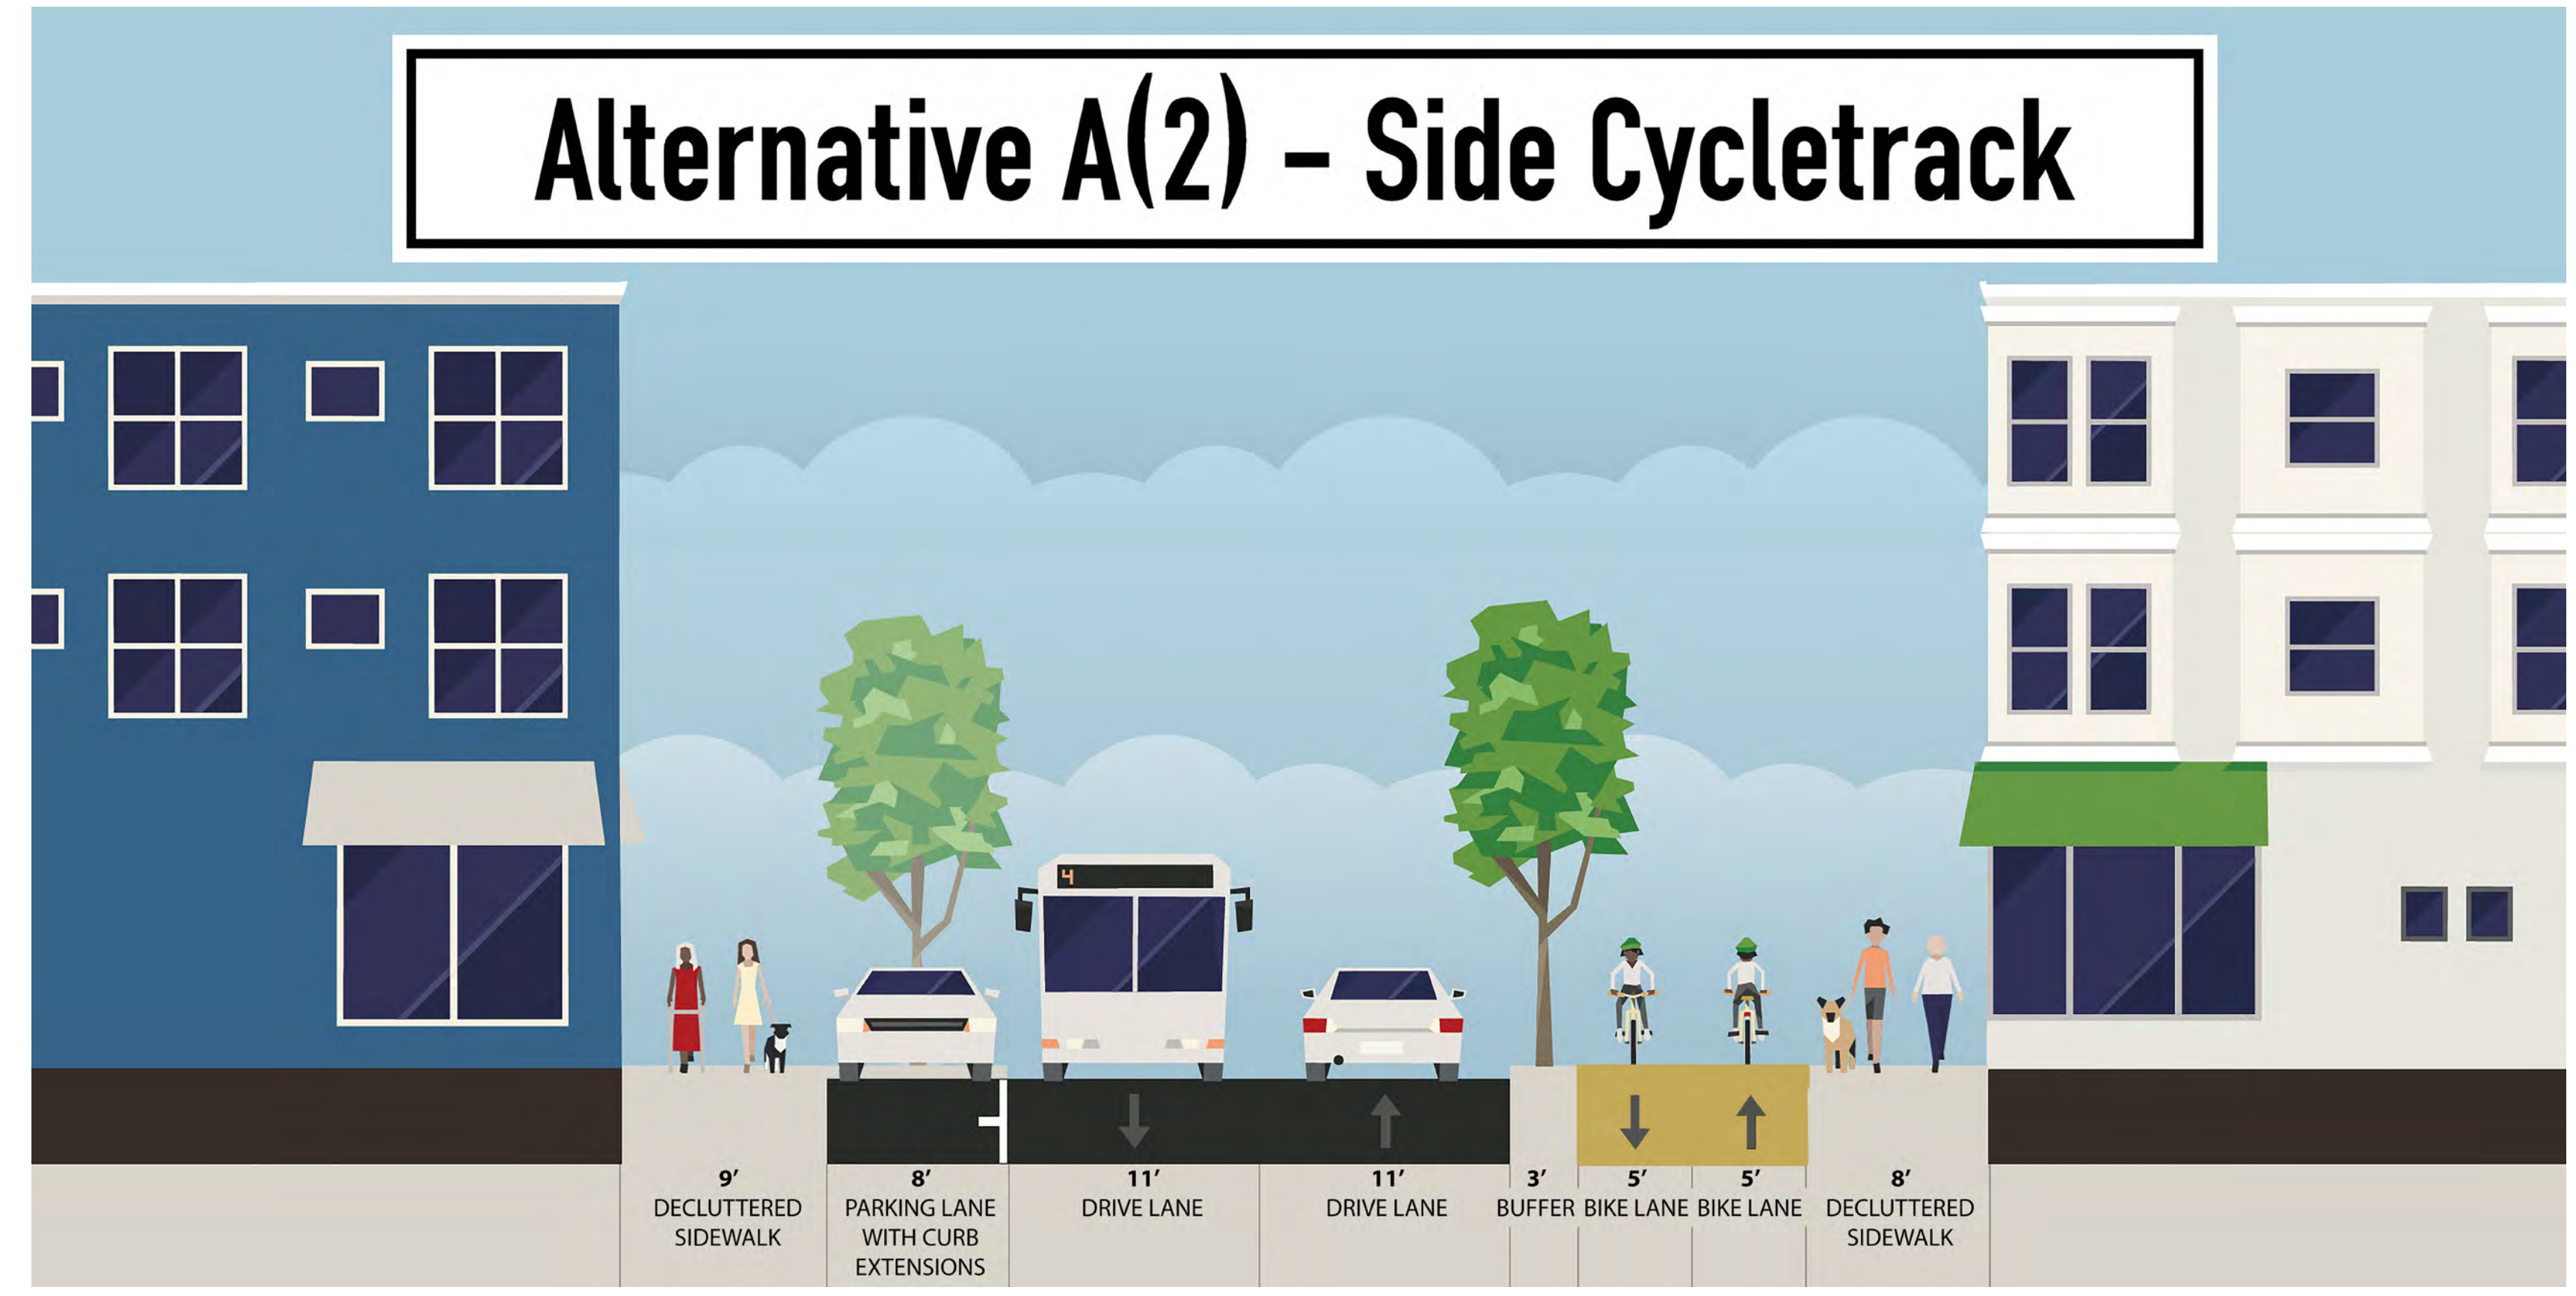 Alternative A(2) – Side Cycletrack
4
9’
DECLUTTERED
SIDEWALK
8’
PARKING LANE
WITH CURB
EXTENSIONS
11’
DRIVE LANE
11’
DRIVE LANE
3’
BUFFER
5’
BIKE LANE
5’
BIKE LANE
8’
DECLUTTERED
SIDEWALK